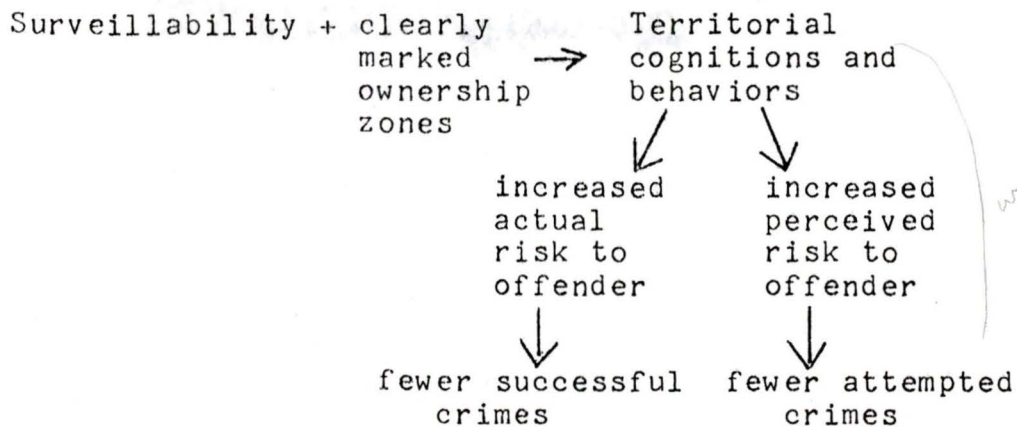 Surveillability + clearly
marked
ownership
zones
→
Territorial
cognitions and
behaviors
increased
actual
risk to
offender
increased
perceived
risk to
offender
fewer successful
crimes
fewer attempted
crimes